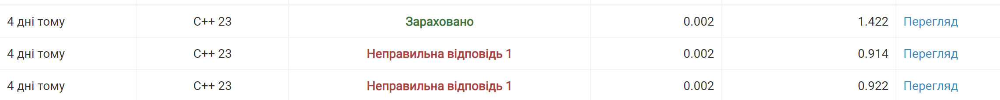 4 дні тому C++ 23 Зараховано 0.002 1.422 Перегляд
4 дні тому C++ 23 Неправильна відповідь 1 0.002 0.914 Перегляд
4 дні тому C++ 23 Неправильна відповідь 1 0.002 0.922 Перегляд